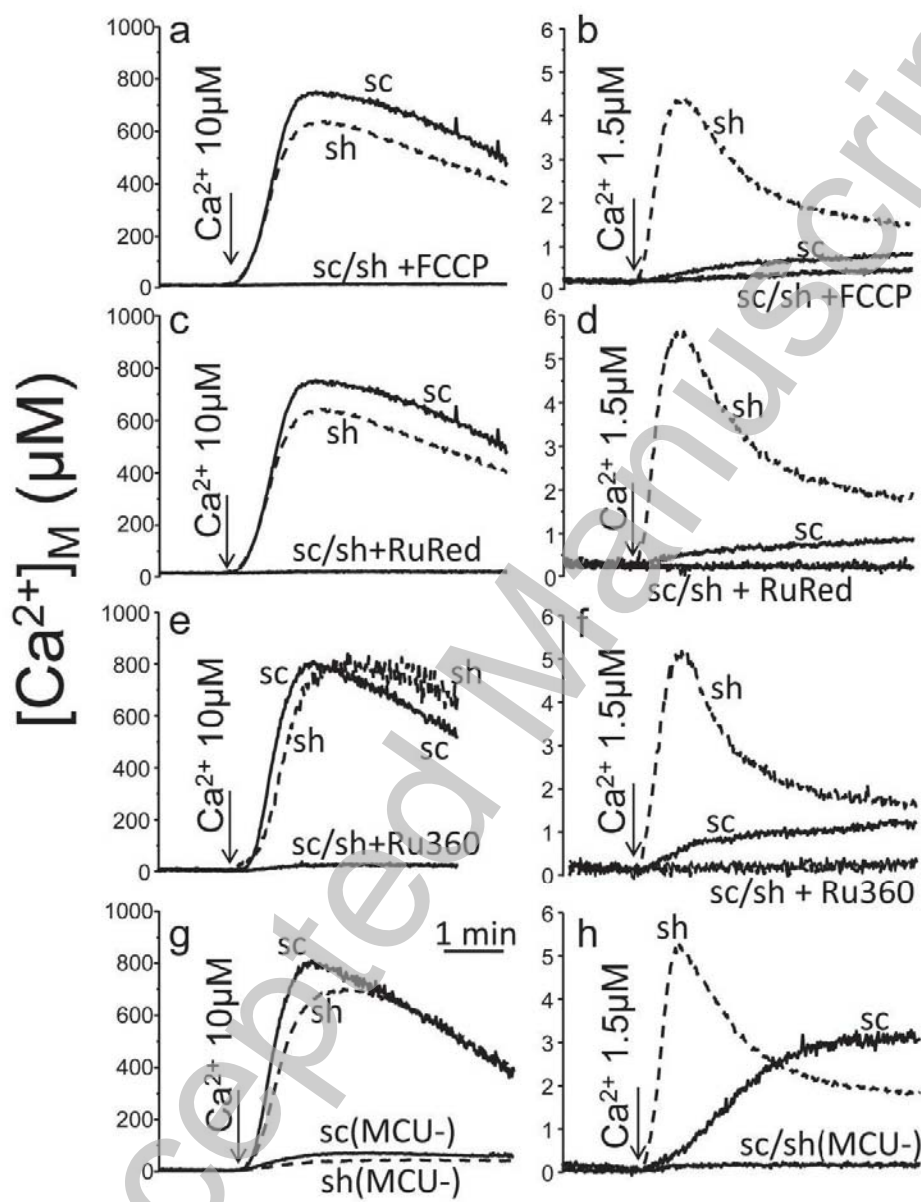 [Ca²⁺]M (µM)
a
1000
800
600
400
200
0
Ca²⁺ 10µM
sc
sh
sc/sh +FCCP
b
6
5
4
3
2
1
0
Ca²⁺ 1.5µM
sh
sc
sc/sh +FCCP
c
1000
800
600
400
200
0
Ca²⁺ 10µM
sc
sh
sc/sh+RuRed
d
6
5
4
3
2
1
0
Ca²⁺ 1.5µM
sh
sc
sc/sh + RuRed
e
1000
800
600
400
200
0
Ca²⁺ 10µM
sc
sh
sh
sc
sc/sh+Ru360
f
6
5
4
3
2
1
0
Ca²⁺ 1.5µM
sh
sc
sc/sh + Ru360
g
1000
800
600
400
200
0
Ca²⁺ 10µM
sc
sh
1 min
sc(MCU-)
sh(MCU-)
h
6
5
4
3
2
1
0
Ca²⁺ 1.5µM
sh
sc
sc/sh(MCU-)
cepted Manuscri